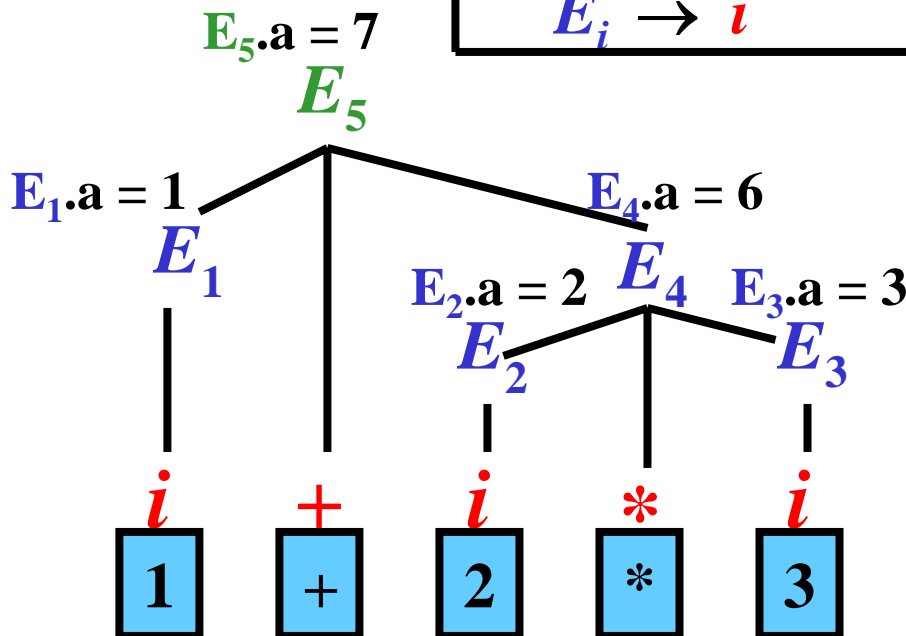 E₅.a = 7
Eᵢ → i
E₅
E₁.a = 1
E₄.a = 6
E₁
E₄
E₂.a = 2
E₃.a = 3
E₂
E₃
i + i * i
1 + 2 * 3